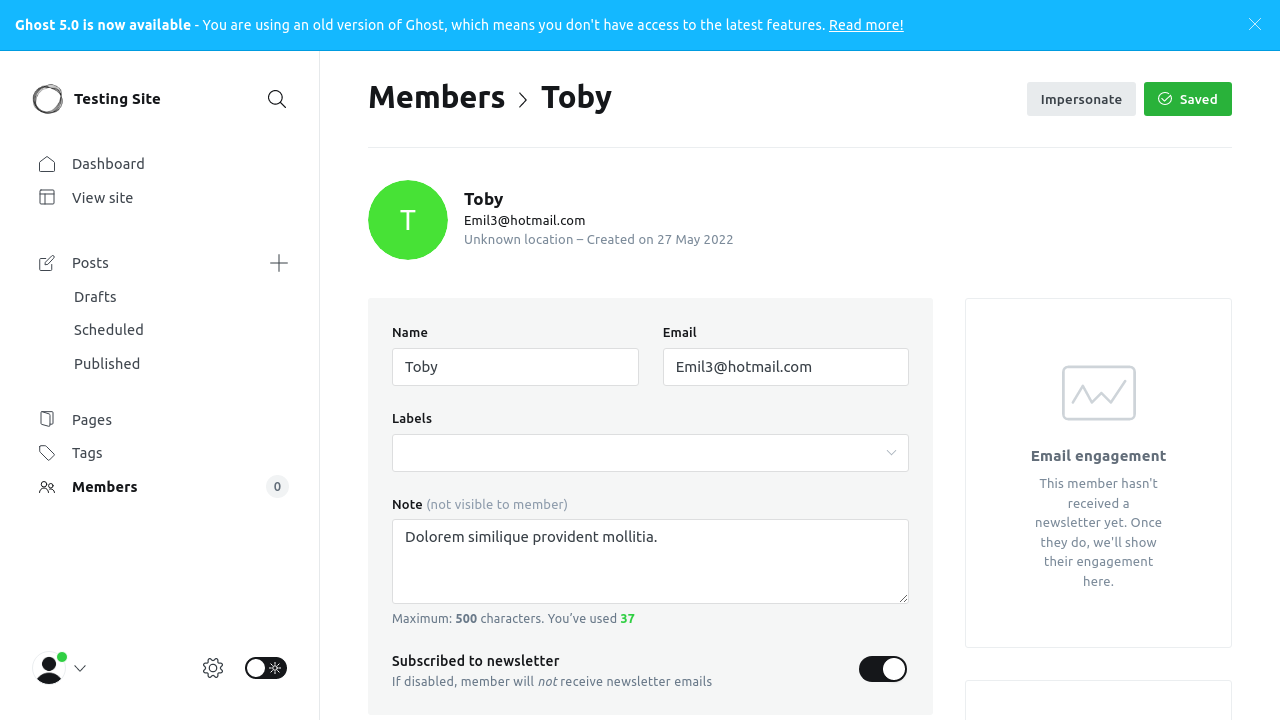 Ghost 5.0 is now available - You are using an old version of Ghost, which means you don't have access to the latest features. Read more!
Testing Site
Dashboard
View site
Posts
Drafts
Scheduled
Published
Pages
Tags
Members 0
Members > Toby
Impersonate
Saved
T
Toby
Emil3@hotmail.com
Unknown location – Created on 27 May 2022
Name
Toby
Email
Emil3@hotmail.com
Labels
Note (not visible to member)
Dolorem similique provident mollitia.
Maximum: 500 characters. You've used 37
Subscribed to newsletter
If disabled, member will not receive newsletter emails
Email engagement
This member hasn't
received a
newsletter yet. Once
they do, we'll show
their engagement
here.